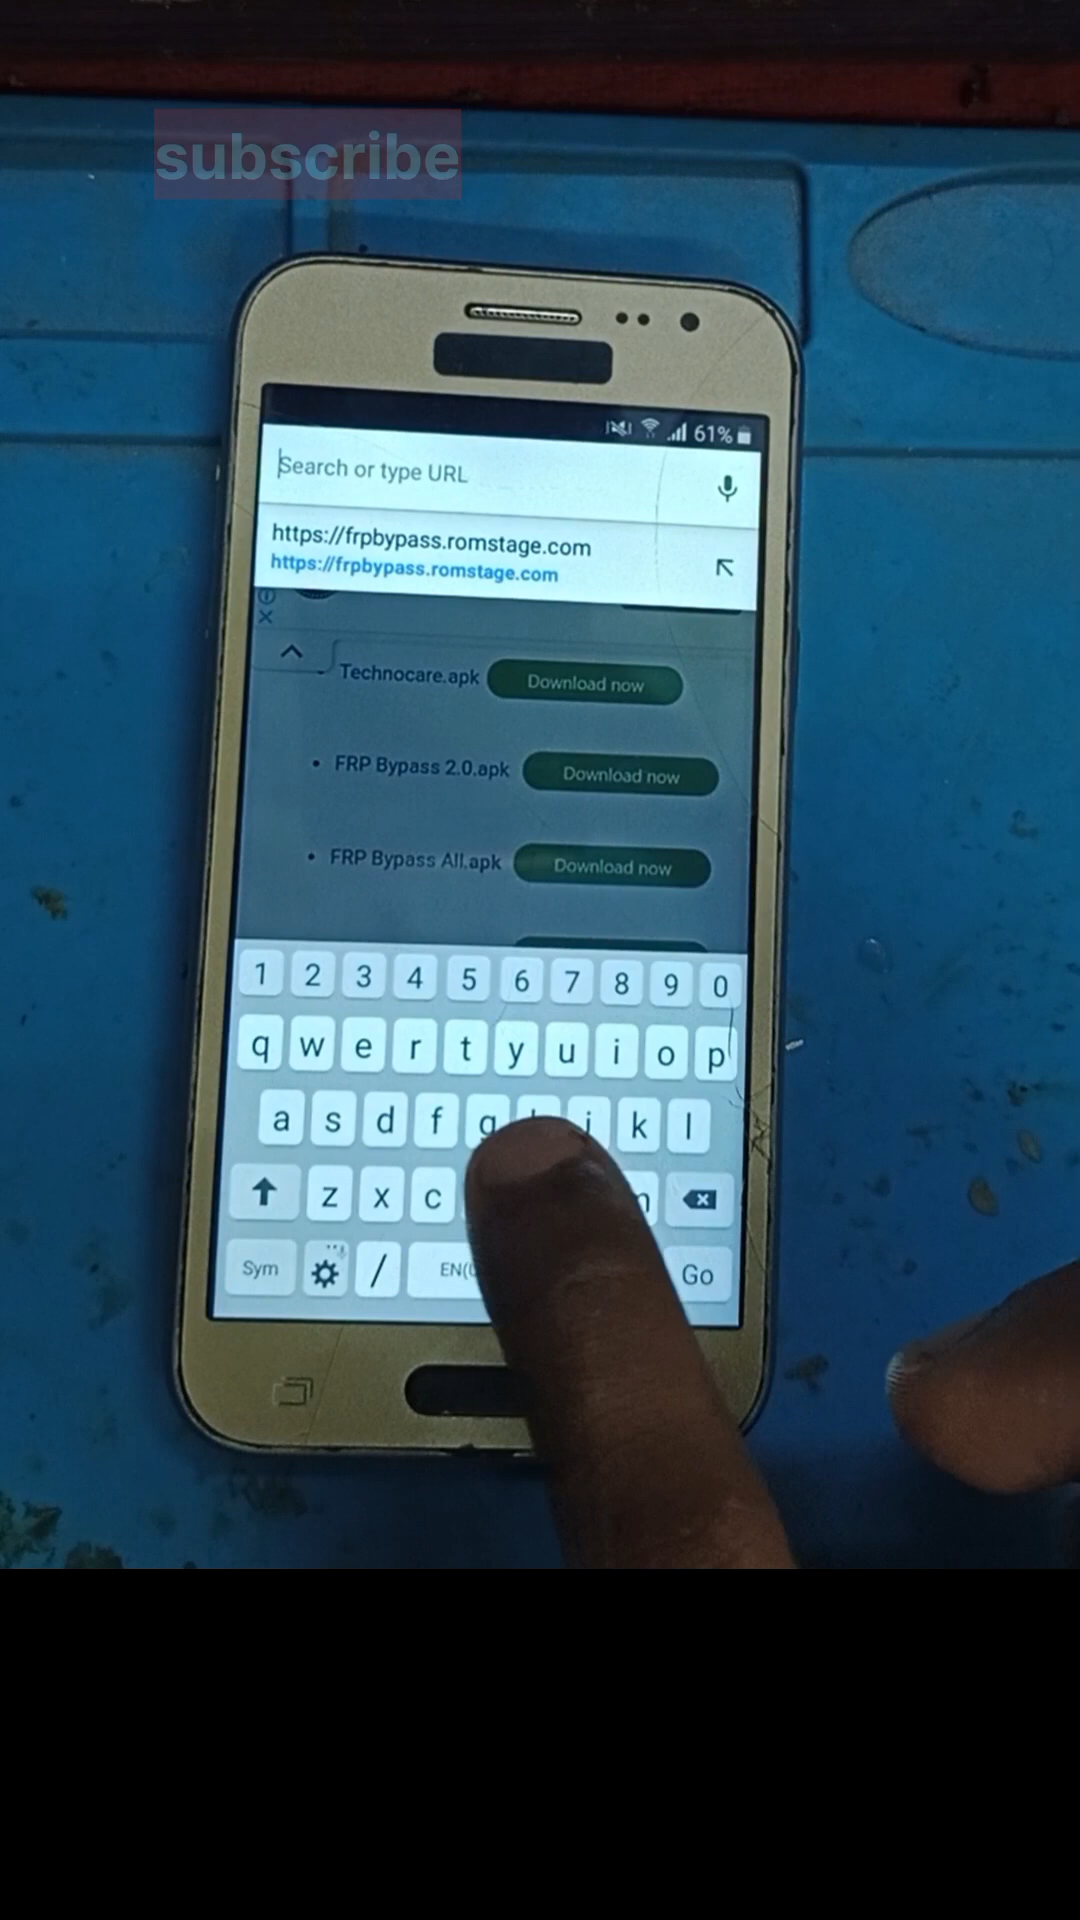 subscribe
61%
Search or type URL
https://frpbypass.romstage.com
https://frpbypass.romstage.com
Technocare.apk Download now
• FRP Bypass 2.0.apk Download now
• FRP Bypass All.apk Download now
1 2 3 4 5 6 7 8 9 0
q w e r t y u i o p
a s d f g j k l
z x c
Sym / EN( Go